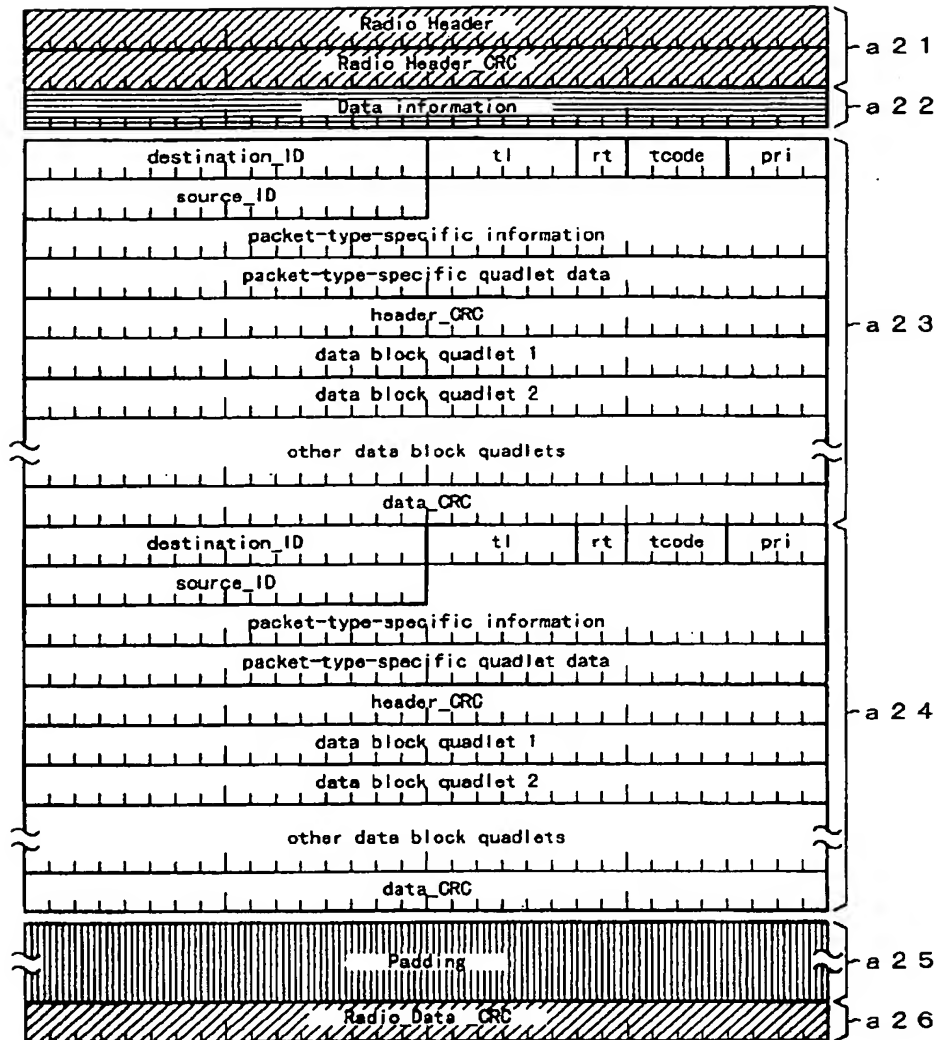 Radio Header
Radio Header_CRC
a 2 1
Data information
a 2 2
destination_ID tl rt tcode pri
source_ID
packet-type-specific information
packet-type-specific quadlet data
header_CRC
a 2 3
data block quadlet 1
data block quadlet 2
other data block quadlets
data_CRC
destination_ID tl rt tcode pri
source_ID
packet-type-specific information
packet-type-specific quadlet data
header_CRC
a 2 4
data block quadlet 1
data block quadlet 2
other data block quadlets
data_CRC
Padding
a 2 5
Radio_Data_CRC
a 2 6